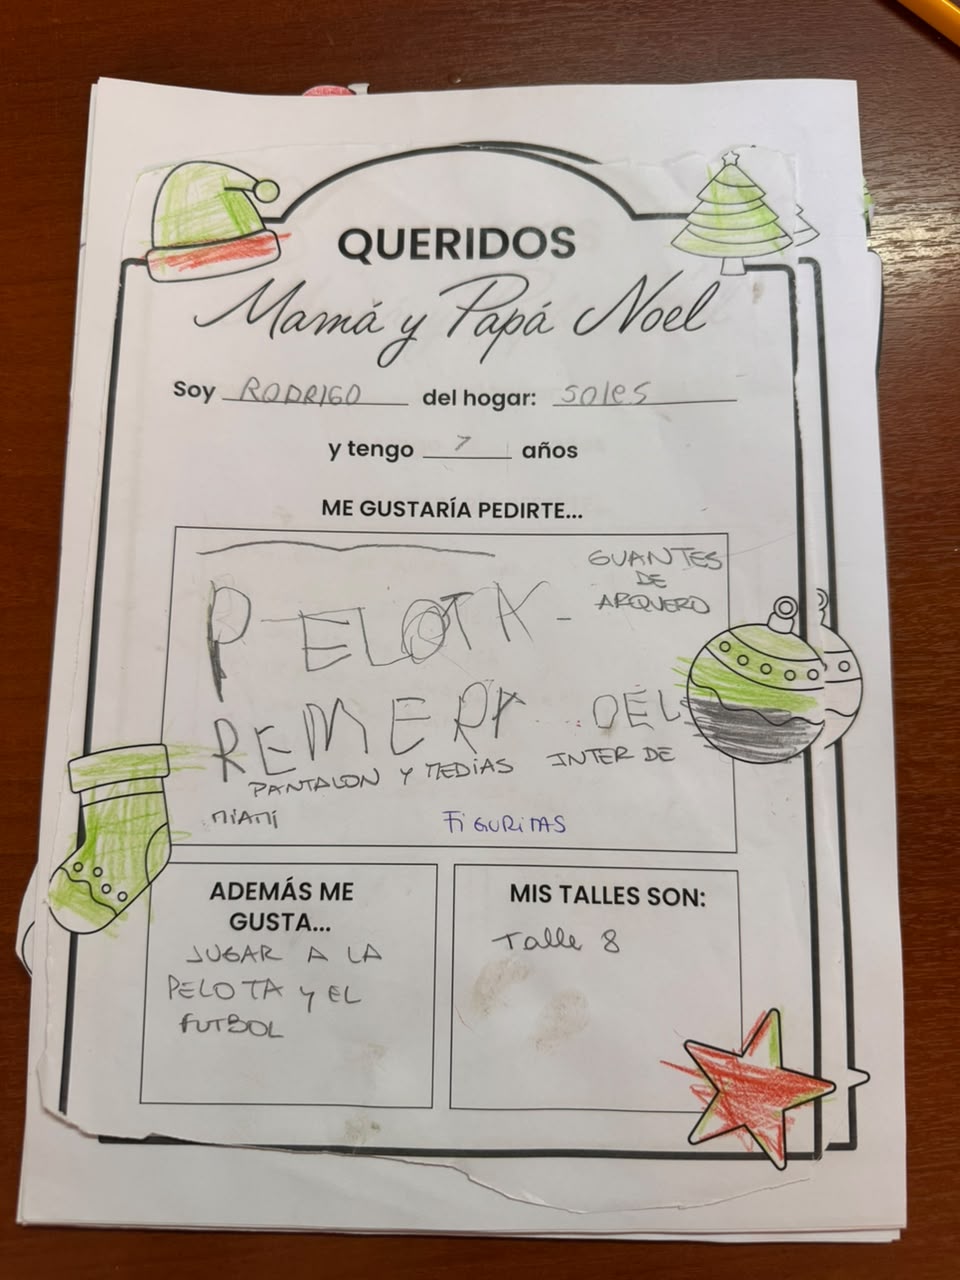 QUERIDOS
Mamá y Papá Noel
Soy RODRIGO del hogar: soles
y tengo 7 años
ME GUSTARÍA PEDIRTE...
GUANTES
DE
ARQUERO
PELOTA -
REMERA DEL
PANTALON Y MEDIAS INTER DE
MIAMI FiGURiTAS
ADEMÁS ME
GUSTA...
JUGAR A LA
PELOTA Y EL
FUTBOL
MIS TALLES SON:
Talle 8